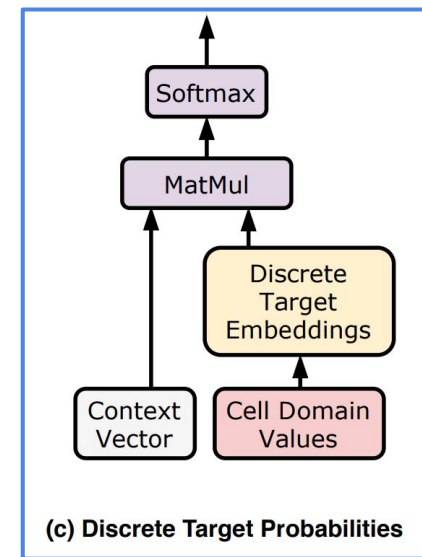 Softmax
MatMul
Discrete
Target
Embeddings
Context
Vector
Cell Domain
Values
(c) Discrete Target Probabilities